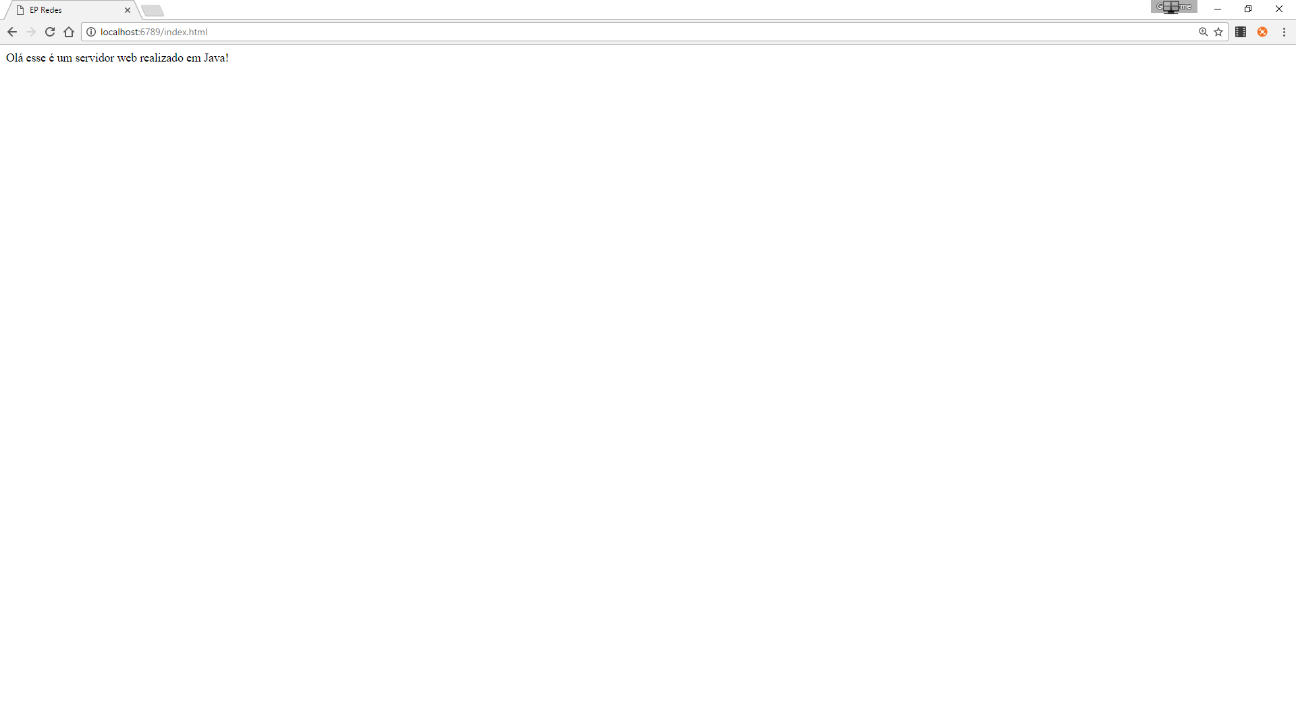 EP Redes
localhost:6789/index.html
Olá esse é um servidor web realizado em Java!